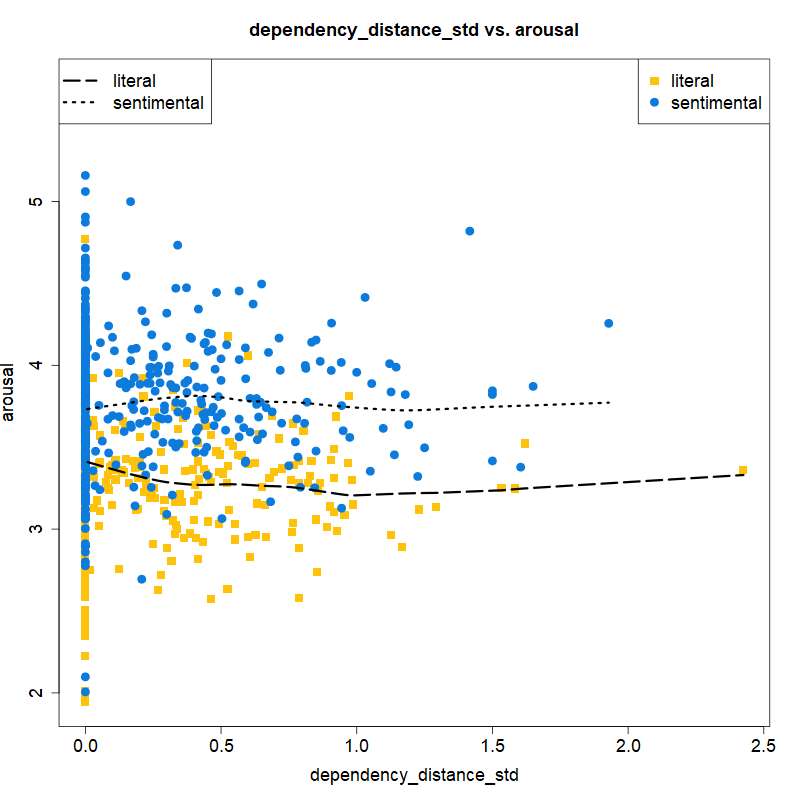 dependency_distance_std vs. arousal
literal
sentimental
literal
sentimental
arousal
5
4
3
2
0.0 0.5 1.0 1.5 2.0 2.5
dependency_distance_std